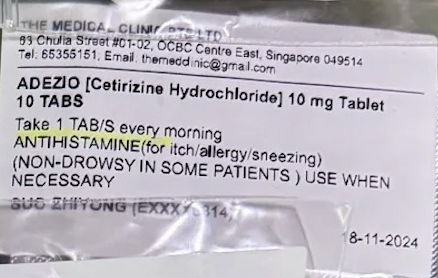 THE MEDICAL CLINIC PTE LTD
63 Chulia Street #01-02, OCBC Centre East, Singapore 049514
Tel: 65355151, Email: themedclinic@gmail.com
ADEZIO [Cetirizine Hydrochloride] 10 mg Tablet
10 TABS
Take 1 TAB/S every morning
ANTIHISTAMINE(for itch/allergy/sneezing)
(NON-DROWSY IN SOME PATIENTS ) USE WHEN
NECESSARY
18-11-2024